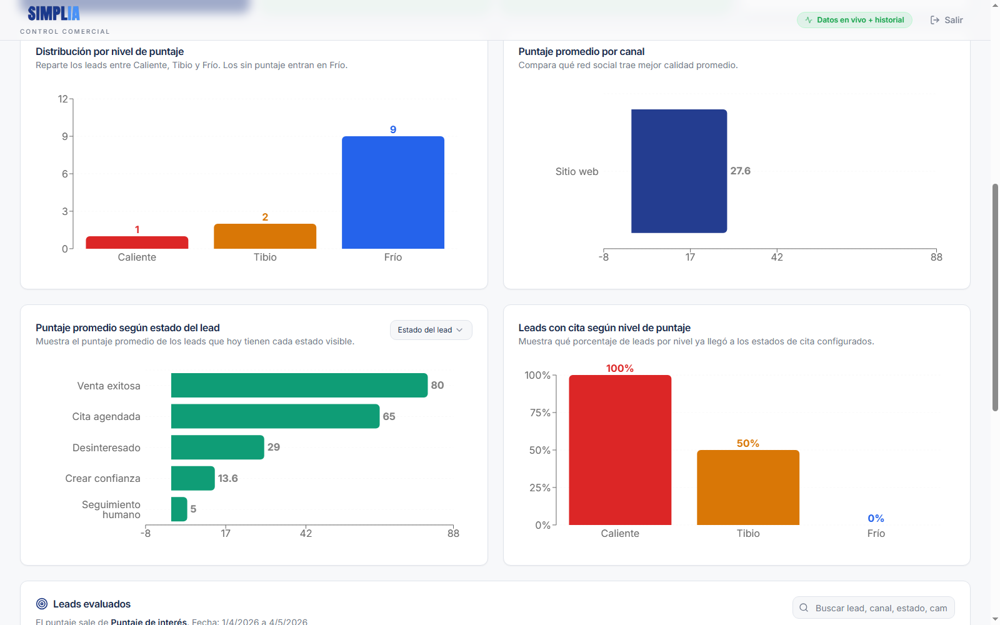 SIMPLIA
CONTROL COMERCIAL
Datos en vivo + historial
Salir
Distribución por nivel de puntaje
Reparte los leads entre Caliente, Tibio y Frío. Los sin puntaje entran en Frío.
12
9
6
3
0
1
2
9
Caliente
Tibio
Frío
Puntaje promedio por canal
Compara qué red social trae mejor calidad promedio.
Sitio web
27.6
-8
17
42
88
Puntaje promedio según estado del lead
Estado del lead
Muestra el puntaje promedio de los leads que hoy tienen cada estado visible.
Venta exitosa
80
Cita agendada
65
Desinteresado
29
Crear confianza
13.6
Seguimiento
humano
5
-8
17
42
88
Leads con cita según nivel de puntaje
Muestra qué porcentaje de leads por nivel ya llegó a los estados de cita configurados.
100%
75%
50%
25%
0%
100%
50%
0%
Caliente
Tibio
Frío
Leads evaluados
Buscar lead, canal, estado, cam
El puntaje sale de Puntaje de interés. Fecha: 1/4/2026 a 4/5/2026